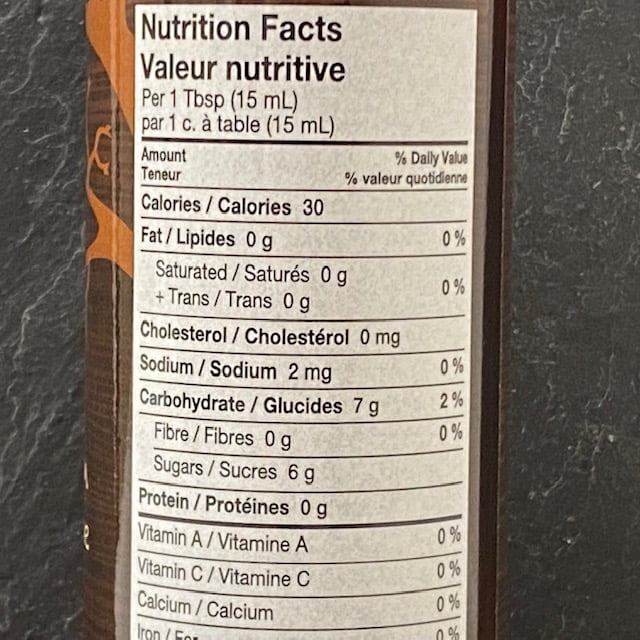 Nutrition Facts
Valeur nutritive
Per 1 Tbsp (15 mL)
par 1 c. à table (15 mL)
Amount % Daily Value
Teneur % valeur quotidienne
Calories / Calories 30
Fat / Lipides 0 g 0 %
Saturated / Saturés 0 g
+ Trans / Trans 0 g 0 %
Cholesterol / Cholestérol 0 mg
Sodium / Sodium 2 mg 0 %
Carbohydrate / Glucides 7 g 2 %
Fibre / Fibres 0 g 0 %
Sugars / Sucres 6 g
Protein / Protéines 0 g
Vitamin A / Vitamine A 0 %
Vitamin C / Vitamine C 0 %
Calcium / Calcium 0 %
Iron / Fer 0 %